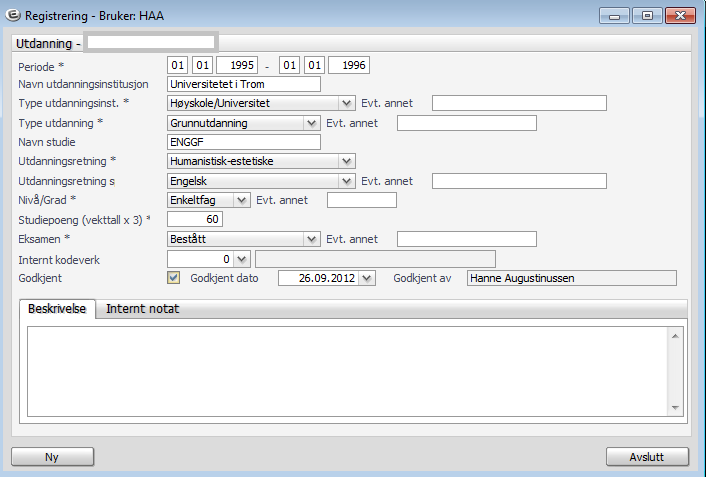 Registrering - Bruker: HAA
Utdanning -
Periode * 01 01 1995 - 01 01 1996
Navn utdanningsinstitusjon Universitetet i Trom
Type utdanningsinst. * Høyskole/Universitet Evt. annet
Type utdanning * Grunnutdanning Evt. annet
Navn studie ENGGF
Utdanningsretning * Humanistisk-estetiske
Utdanningsretning s Engelsk Evt. annet
Nivå/Grad * Enkeltfag Evt. annet
Studiepoeng (vekttall x 3) * 60
Eksamen * Bestått Evt. annet
Internt kodeverk 0
Godkjent Godkjent dato 26.09.2012 Godkjent av Hanne Augustinussen
Beskrivelse Internt notat
Ny Avslutt